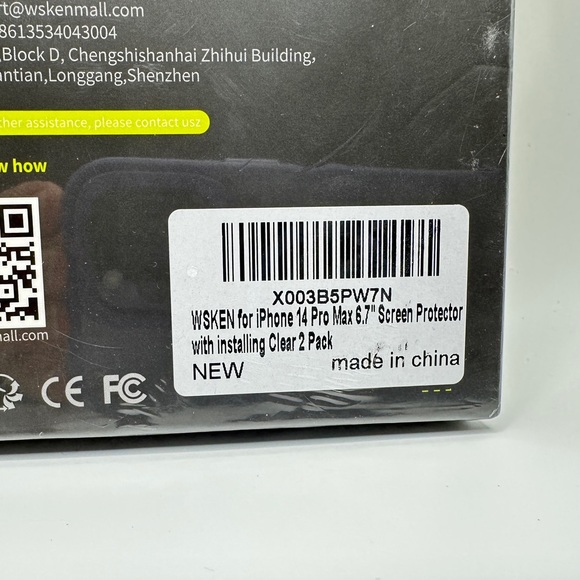 rt@wskenmall.com
8613534043004
,Block D, Chengshishanhai Zhihui Building,
antian,Longgang,Shenzhen
ther assistance, please contact usz
w how
X003B5PW7N
WSKEN for iPhone 14 Pro Max 6.7" Screen Protector
with installing Clear 2 Pack
NEW made in china
all.com
CE FC